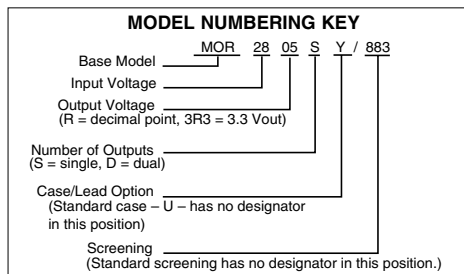 MODEL NUMBERING KEY
MOR 28 05 S Y / 883
Base Model
Input Voltage
Output Voltage
(R = decimal point, 3R3 = 3.3 Vout)
Number of Outputs
(S = single, D = dual)
Case/Lead Option
(Standard case – U – has no designator
in this position)
Screening
(Standard screening has no designator in this position.)